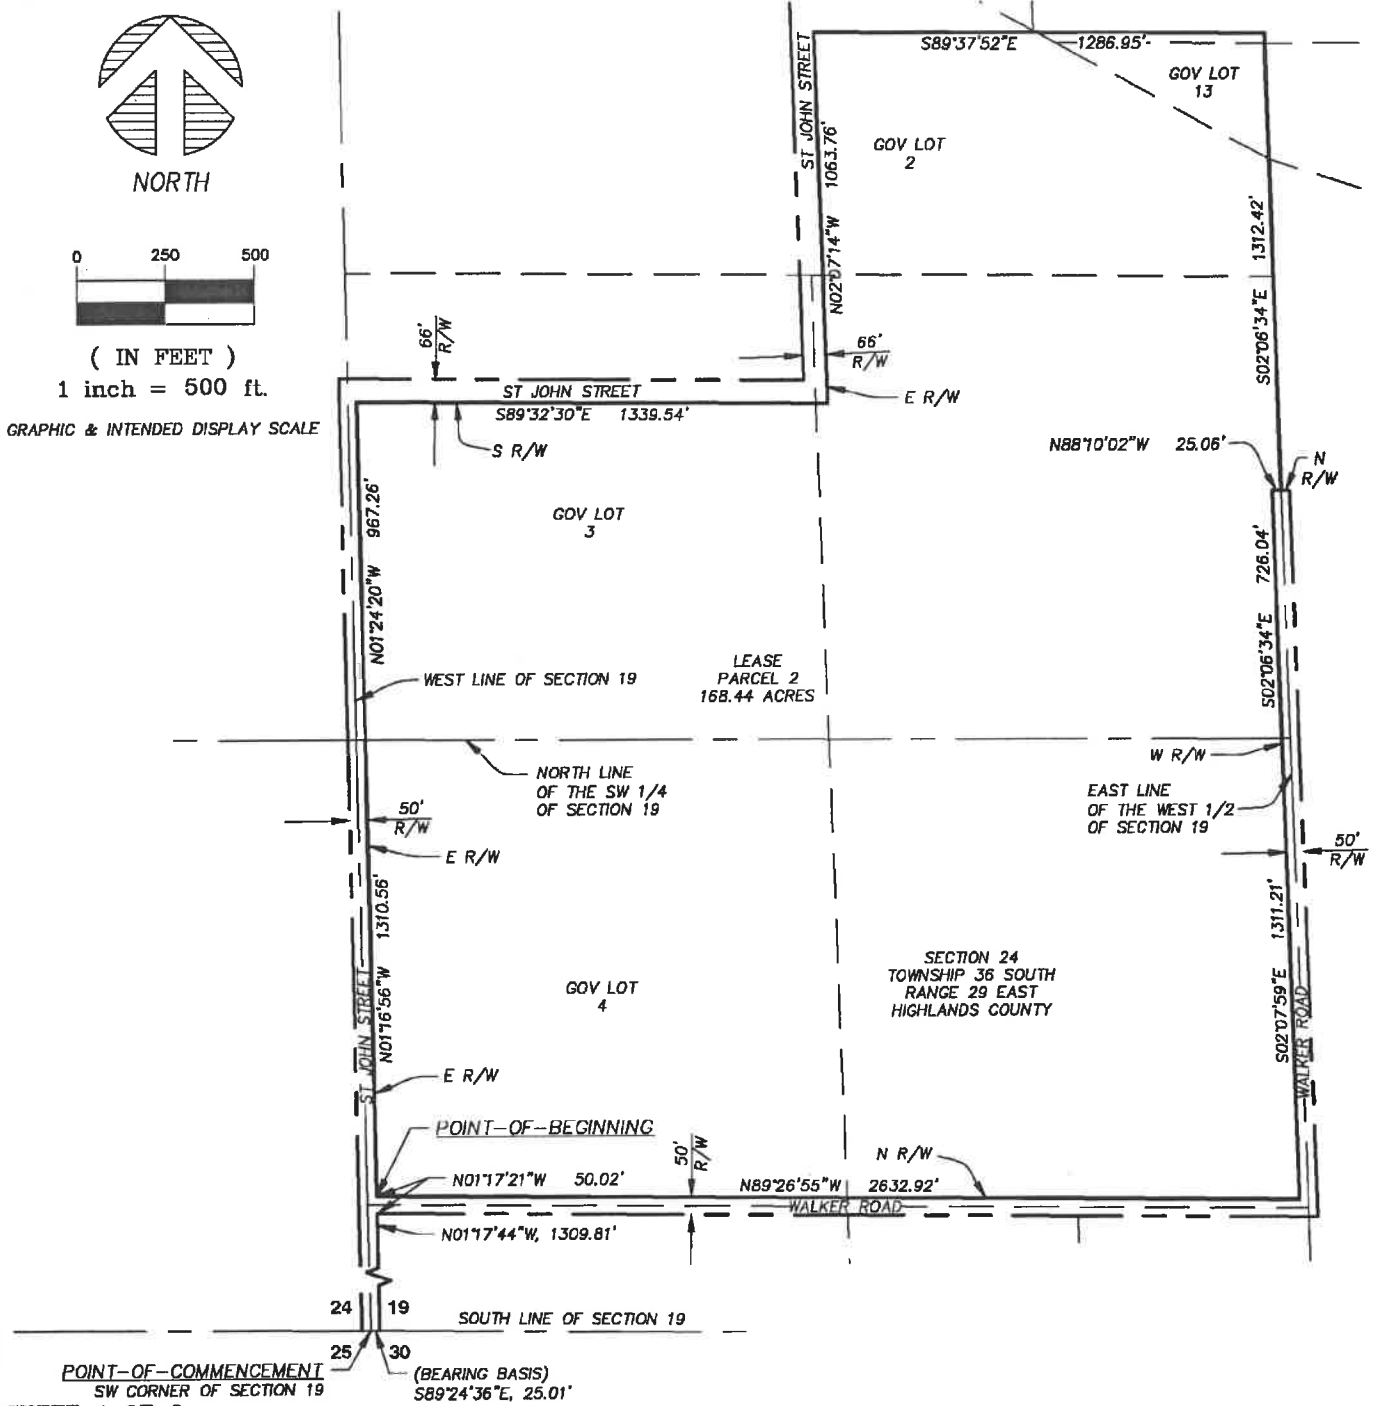 NORTH
0 250 500
( IN FEET )
1 inch = 500 ft.
GRAPHIC & INTENDED DISPLAY SCALE
ST JOHN STREET
S89°37'52"E 1286.95'
GOV LOT
13
GOV LOT
2
N02°07'14"W 1063.76'
S02°06'34"E 1312.42'
66'
R/W
66'
R/W
ST JOHN STREET
S89°32'30"E 1339.54'
E R/W
S R/W
N88°10'02"W 25.06'
N
R/W
GOV LOT
3
N01°24'20"W 967.26'
S02°06'34"E 726.04'
WEST LINE OF SECTION 19
LEASE
PARCEL 2
168.44 ACRES
W R/W
NORTH LINE
OF THE SW 1/4
OF SECTION 19
EAST LINE
OF THE WEST 1/2
OF SECTION 19
50'
R/W
50'
R/W
E R/W
N01°16'56"W 1310.56'
S02°07'59"E 1311.21'
GOV LOT
4
SECTION 24
TOWNSHIP 36 SOUTH
RANGE 29 EAST
HIGHLANDS COUNTY
ST JOHN STREET
WALKER ROAD
E R/W
POINT-OF-BEGINNING
50'
R/W
N R/W
N01°17'21"W 50.02'
N89°26'55"W 2632.92'
WALKER ROAD
N01°17'44"W, 1309.81'
24 19
SOUTH LINE OF SECTION 19
25 30
POINT-OF-COMMENCEMENT
SW CORNER OF SECTION 19
(BEARING BASIS)
S89°24'36"E, 25.01'